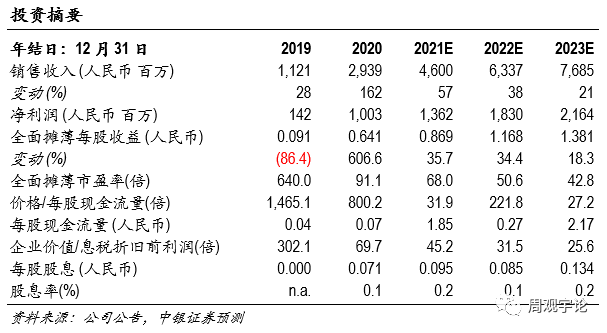 投资摘要
年结日：12 月 31 日 2019 2020 2021E 2022E 2023E
销售收入 (人民币 百万) 1,121 2,939 4,600 6,337 7,685
变动 (%) 28 162 57 38 21
净利润 (人民币 百万) 142 1,003 1,362 1,830 2,164
全面摊薄每股收益 (人民币) 0.091 0.641 0.869 1.168 1.381
变动 (%) (86.4) 606.6 35.7 34.4 18.3
全面摊薄市盈率(倍) 640.0 91.1 68.0 50.6 42.8
价格/每股现金流量(倍) 1,465.1 800.2 31.9 221.8 27.2
每股现金流量 (人民币) 0.04 0.07 1.85 0.27 2.17
企业价值/息税折旧前利润(倍) 302.1 69.7 45.2 31.5 25.6
每股股息 (人民币) 0.000 0.071 0.095 0.085 0.134
股息率(%) n.a. 0.1 0.2 0.1 0.2
资料来源：公司公告，中银证券预测
周观宇论